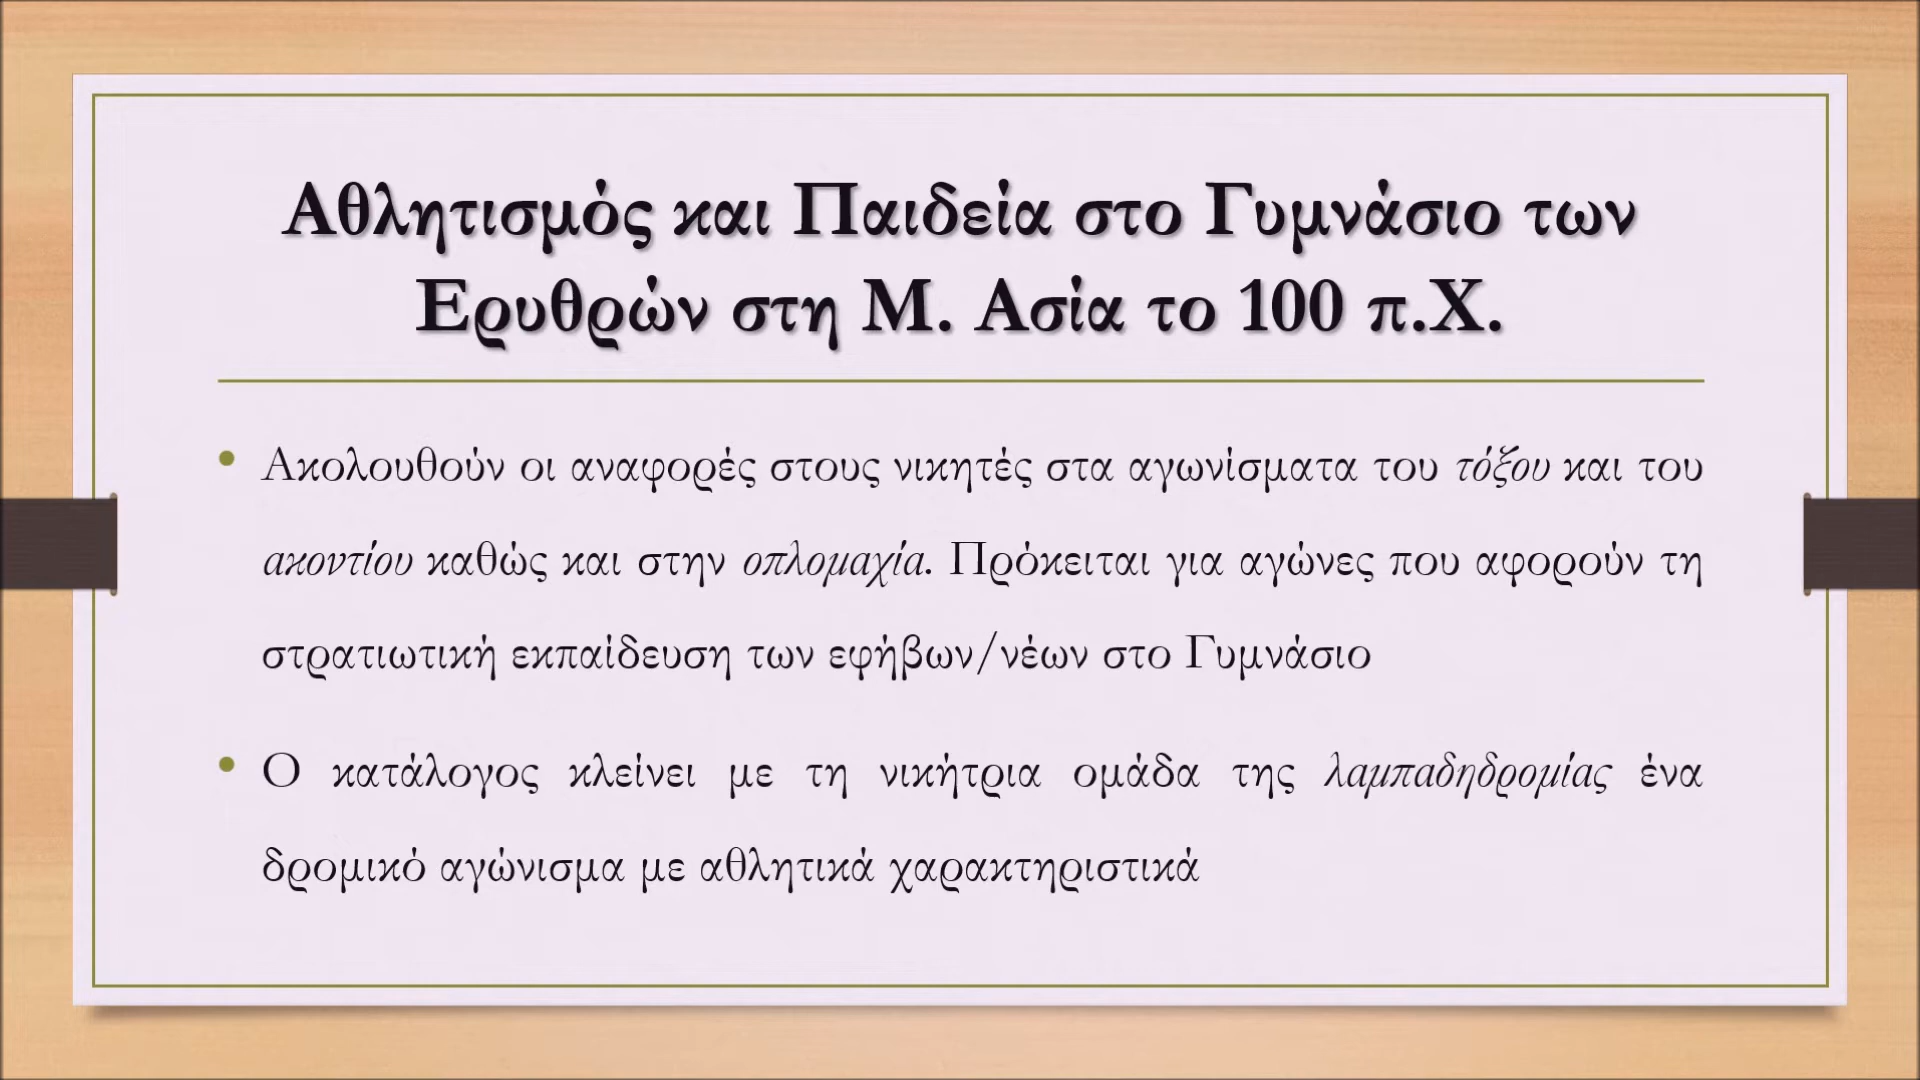 Αθλητισμός και Παιδεία στο Γυμνάσιο των
Ερυθρών στη Μ. Ασία το 100 π.Χ.
• Ακολουθούν οι αναφορές στους νικητές στα αγωνίσματα του τόξου και του
ακοντίου καθώς και στην οπλομαχία. Πρόκειται για αγώνες που αφορούν τη
στρατιωτική εκπαίδευση των εφήβων/νέων στο Γυμνάσιο
• Ο κατάλογος κλείνει με τη νικήτρια ομάδα της λαμπαδηδρομίας ένα
δρομικό αγώνισμα με αθλητικά χαρακτηριστικά